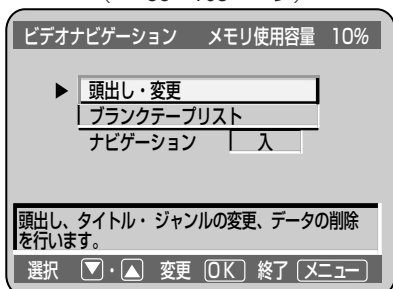 ビデオナビゲーション メモリ使用容量 10%
▶ 頭出し・変更
ブランクテープリスト
ナビゲーション 入
頭出し、タイトル・ジャンルの変更、データの削除
を行います。
選択 ▼・▲ 変更 OK 終了 メニュー